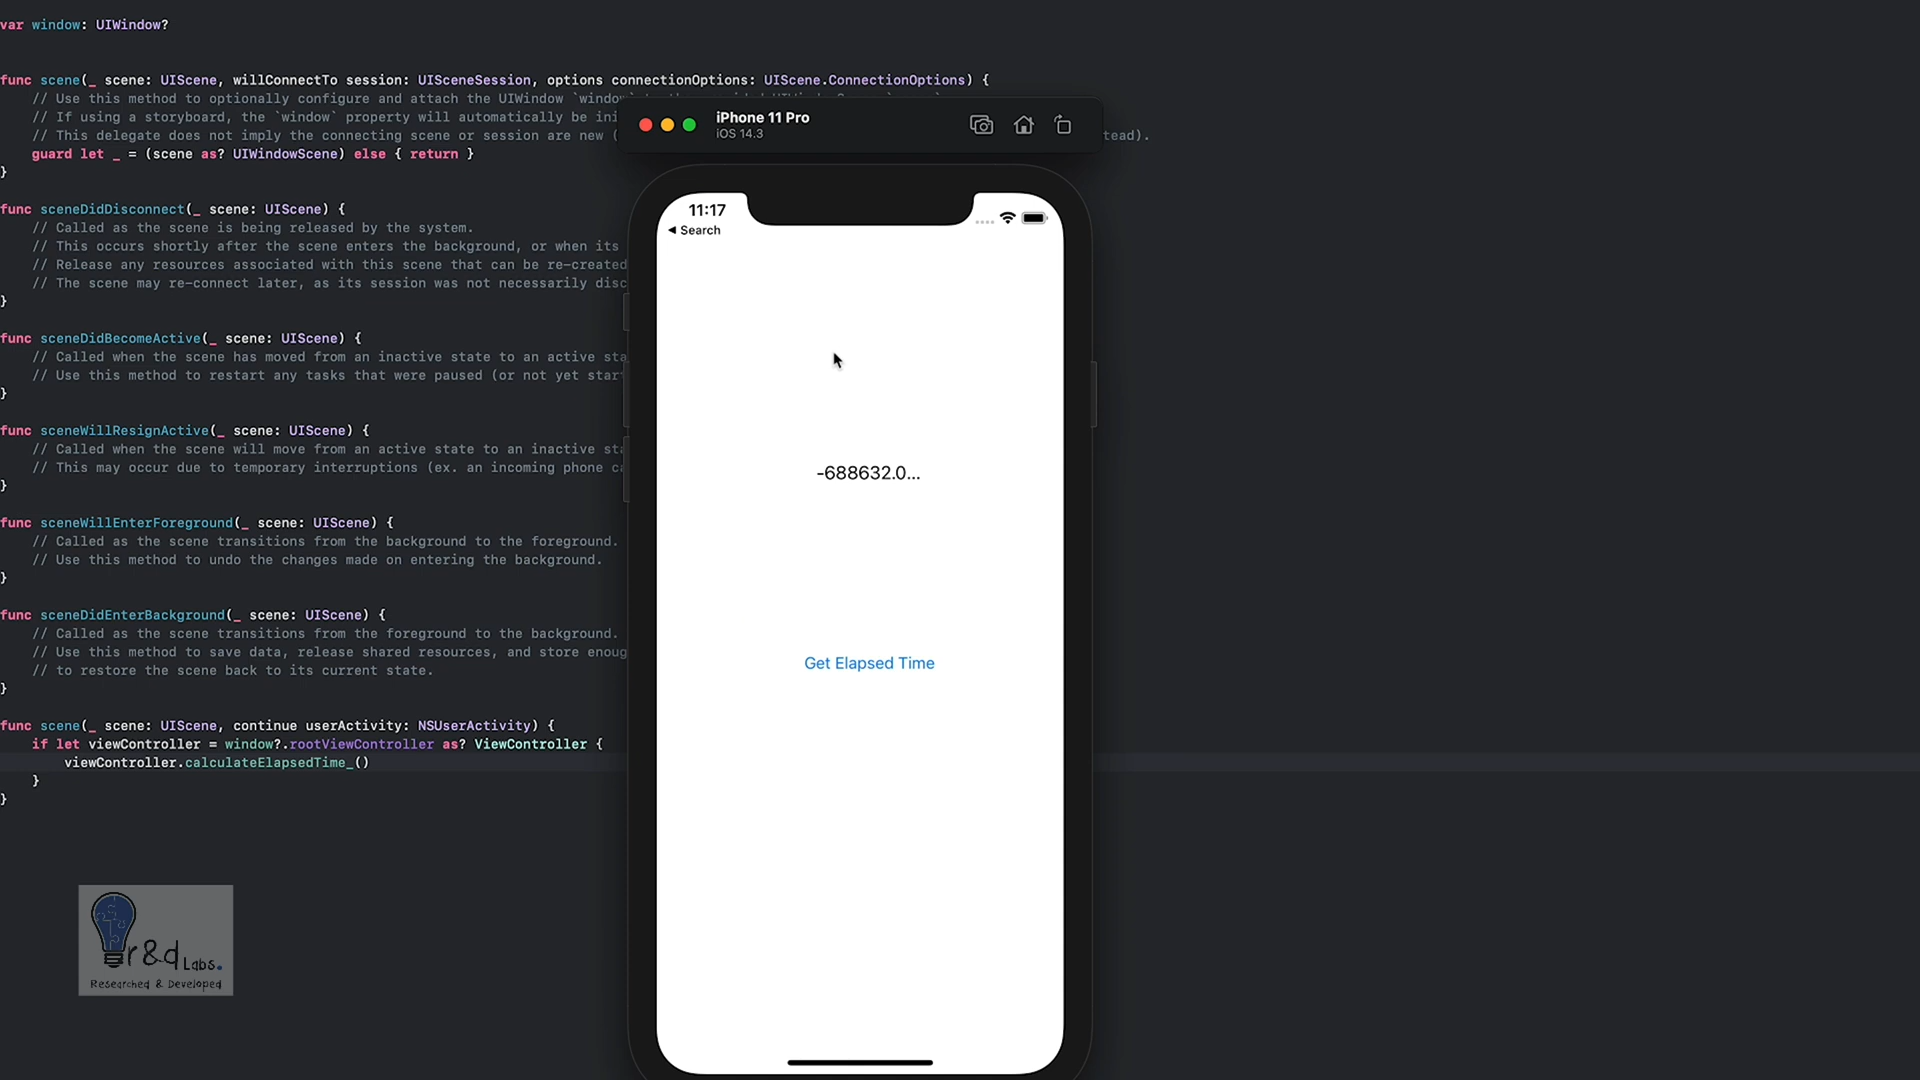 var window: UIWindow?
func scene(_ scene: UIScene, willConnectTo session: UISceneSession, options connectionOptions: UIScene.ConnectionOptions) {
// Use this method to optionally configure and attach the UIWindow `window`
// If using a storyboard, the `window` property will automatically be ini
// This delegate does not imply the connecting scene or session are new ( tead).
guard let _ = (scene as? UIWindowScene) else { return }
}
func sceneDidDisconnect(_ scene: UIScene) {
// Called as the scene is being released by the system.
// This occurs shortly after the scene enters the background, or when its
// Release any resources associated with this scene that can be re-created
// The scene may re-connect later, as its session was not necessarily disc
}
func sceneDidBecomeActive(_ scene: UIScene) {
// Called when the scene has moved from an inactive state to an active sta
// Use this method to restart any tasks that were paused (or not yet star
}
func sceneWillResignActive(_ scene: UIScene) {
// Called when the scene will move from an active state to an inactive sta
// This may occur due to temporary interruptions (ex. an incoming phone ca
}
func sceneWillEnterForeground(_ scene: UIScene) {
// Called as the scene transitions from the background to the foreground.
// Use this method to undo the changes made on entering the background.
}
func sceneDidEnterBackground(_ scene: UIScene) {
// Called as the scene transitions from the foreground to the background.
// Use this method to save data, release shared resources, and store enoug
// to restore the scene back to its current state.
}
func scene(_ scene: UIScene, continue userActivity: NSUserActivity) {
if let viewController = window?.rootViewController as? ViewController {
viewController.calculateElapsedTime_()
}
}
iPhone 11 Pro
iOS 14.3
11:17
◀ Search
-688632.0...
Get Elapsed Time
r&d Labs.
Researched & Developed